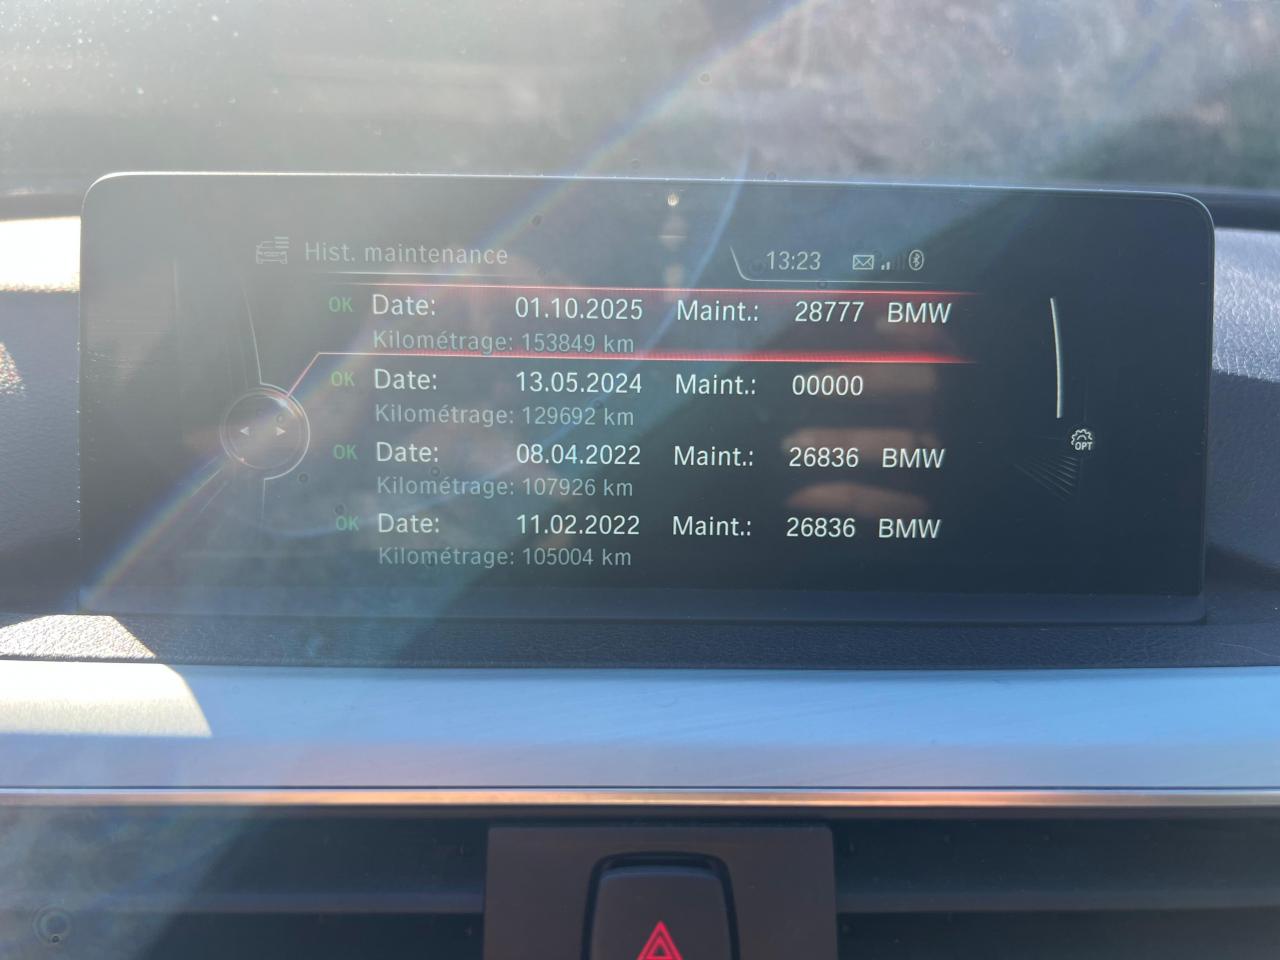 Hist. maintenance 13:23
OK Date: 01.10.2025 Maint.: 28777 BMW
Kilométrage: 153849 km
OK Date: 13.05.2024 Maint.: 00000
Kilométrage: 129692 km
OK Date: 08.04.2022 Maint.: 26836 BMW
Kilométrage: 107926 km
OK Date: 11.02.2022 Maint.: 26836 BMW
Kilométrage: 105004 km
OPT